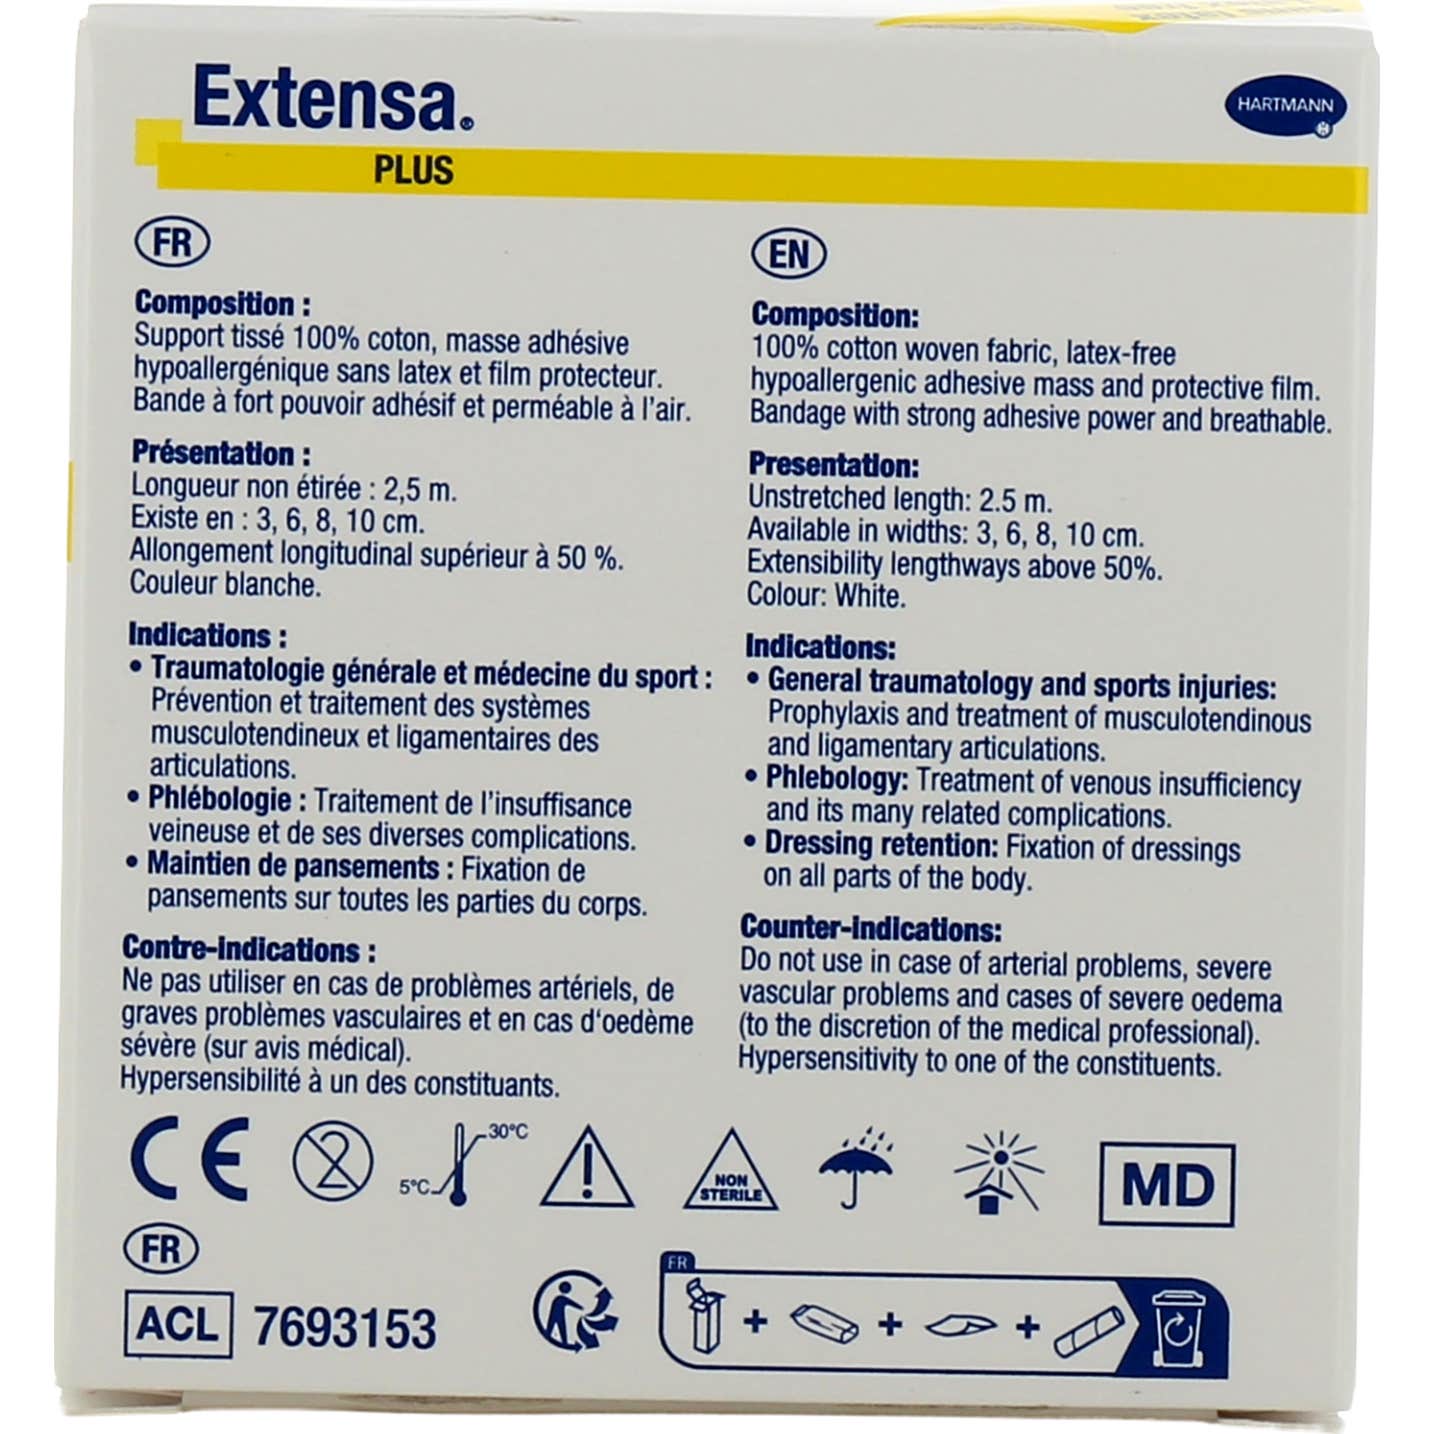 Extensa®
HARTMANN
PLUS
FR
Composition :
Support tissé 100% coton, masse adhésive
hypoallergénique sans latex et film protecteur.
Bande à fort pouvoir adhésif et perméable à l'air.
Présentation :
Longueur non étirée : 2,5 m.
Existe en : 3, 6, 8, 10 cm.
Allongement longitudinal supérieur à 50 %.
Couleur blanche.
Indications :
• Traumatologie générale et médecine du sport :
Prévention et traitement des systèmes
musculotendineux et ligamentaires des
articulations.
• Phlébologie : Traitement de l'insuffisance
veineuse et de ses diverses complications.
• Maintien de pansements : Fixation de
pansements sur toutes les parties du corps.
Contre-indications :
Ne pas utiliser en cas de problèmes artériels, de
graves problèmes vasculaires et en cas d'oedème
sévère (sur avis médical).
Hypersensibilité à un des constituants.
EN
Composition:
100% cotton woven fabric, latex-free
hypoallergenic adhesive mass and protective film.
Bandage with strong adhesive power and breathable.
Presentation:
Unstretched length: 2.5 m.
Available in widths: 3, 6, 8, 10 cm.
Extensibility lengthways above 50%.
Colour: White.
Indications:
• General traumatology and sports injuries:
Prophylaxis and treatment of musculotendinous
and ligamentary articulations.
• Phlebology: Treatment of venous insufficiency
and its many related complications.
• Dressing retention: Fixation of dressings
on all parts of the body.
Counter-indications:
Do not use in case of arterial problems, severe
vascular problems and cases of severe oedema
(to the discretion of the medical professional).
Hypersensitivity to one of the constituents.
CE
2
5°C
30°C
!
NON
STERILE
MD
FR
ACL 7693153
FR
+ + +